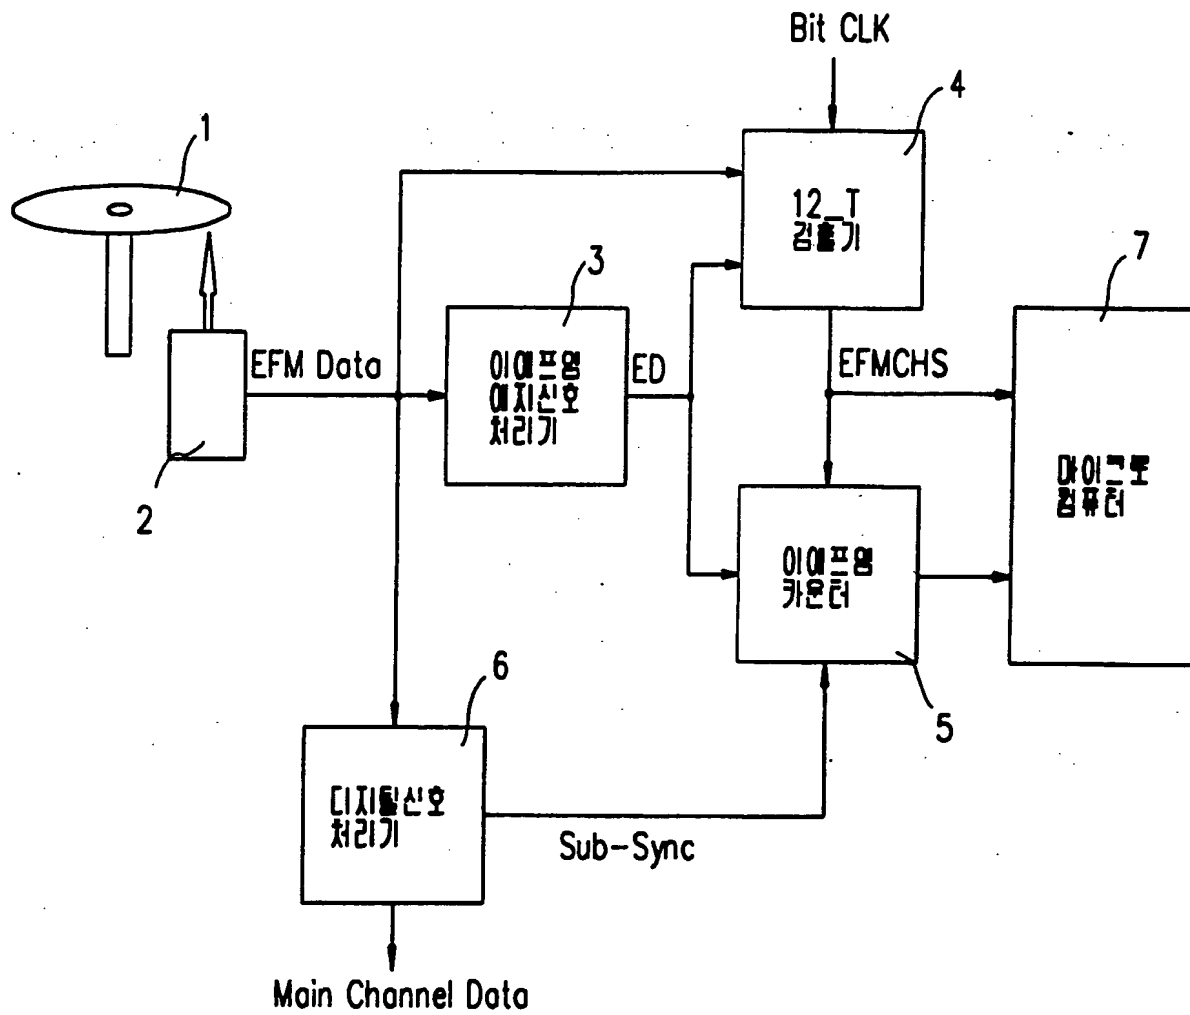 Bit CLK
4
1
12_T
검출기
3
7
EFM Data
이에프엠
에지신호
처리기
ED
EFMCHS
마이크로
컴퓨터
2
이에프엠
카운터
6
5
디지털신호
처리기
Sub-Sync
Main Channel Data